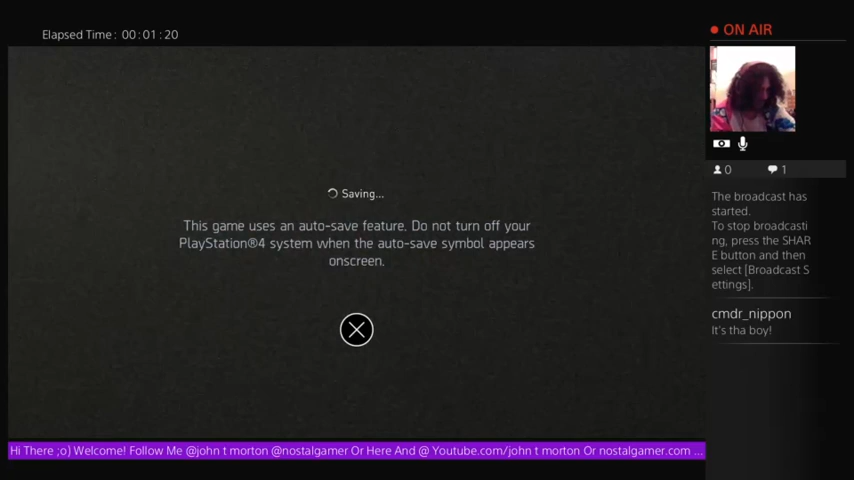 Elapsed Time: 00:01:20
ON AIR
0 1
The broadcast has
started.
To stop broadcasti
ng, press the SHAR
E button and then
select [Broadcast S
ettings].
cmdr_nippon
It's tha boy!
Saving...
This game uses an auto-save feature. Do not turn off your
PlayStation®4 system when the auto-save symbol appears
onscreen.
Hi There ;o) Welcome! Follow Me @john t morton @nostalgamer Or Here And @ Youtube.com/john t morton Or nostalgamer.com ...